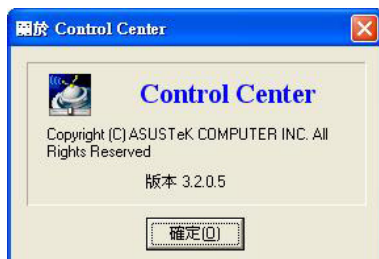 關於 Control Center
Control Center
Copyright (C) ASUSTeK COMPUTER INC. All
Rights Reserved
版本 3.2.0.5
確定(O)